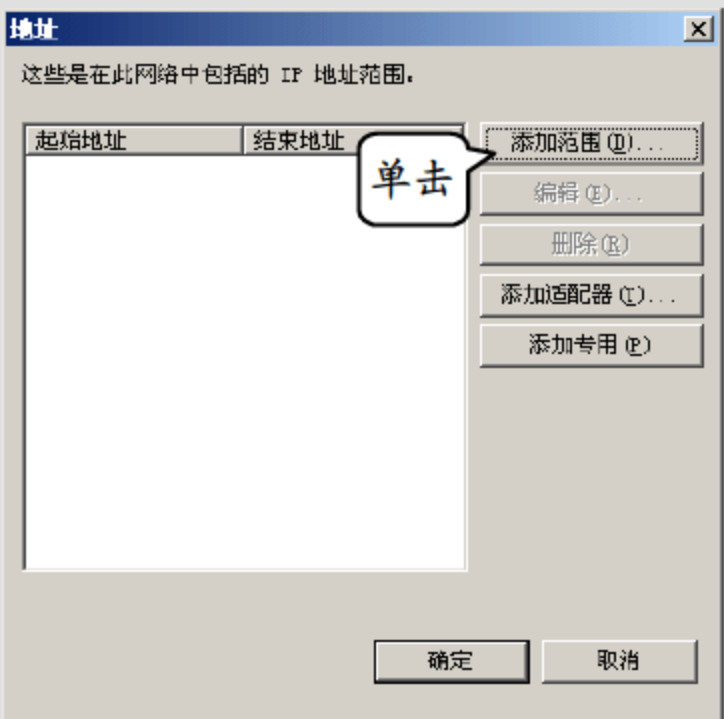 地址
这些是在此网络中包括的 IP 地址范围。
起始地址 结束地址
单击
添加范围(D)...
编辑(E)...
删除(R)
添加适配器(T)...
添加专用(P)
确定 取消